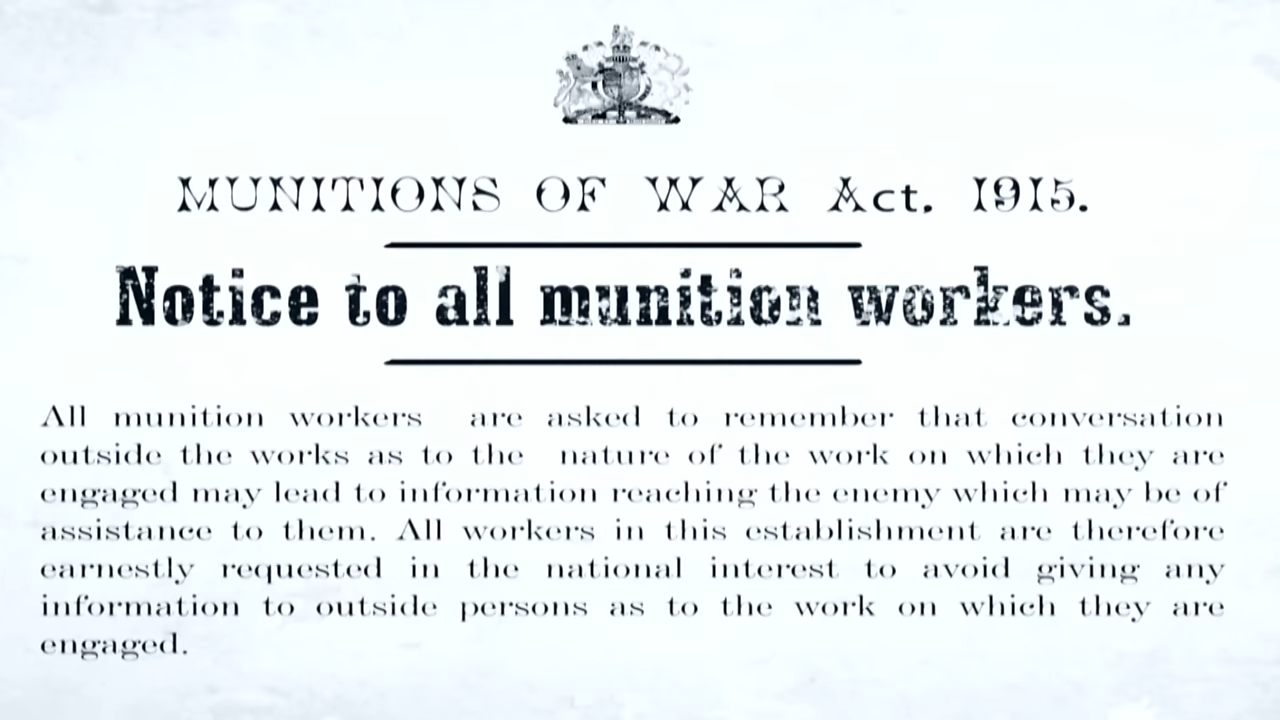 MUNITIONS OF WAR Act. 1915.
Notice to all munition workers.
All munition workers are asked to remember that conversation
outside the works as to the nature of the work on which they are
engaged may lead to information reaching the enemy which may be of
assistance to them. All workers in this establishment are therefore
earnestly requested in the national interest to avoid giving any
information to outside persons as to the work on which they are
engaged.